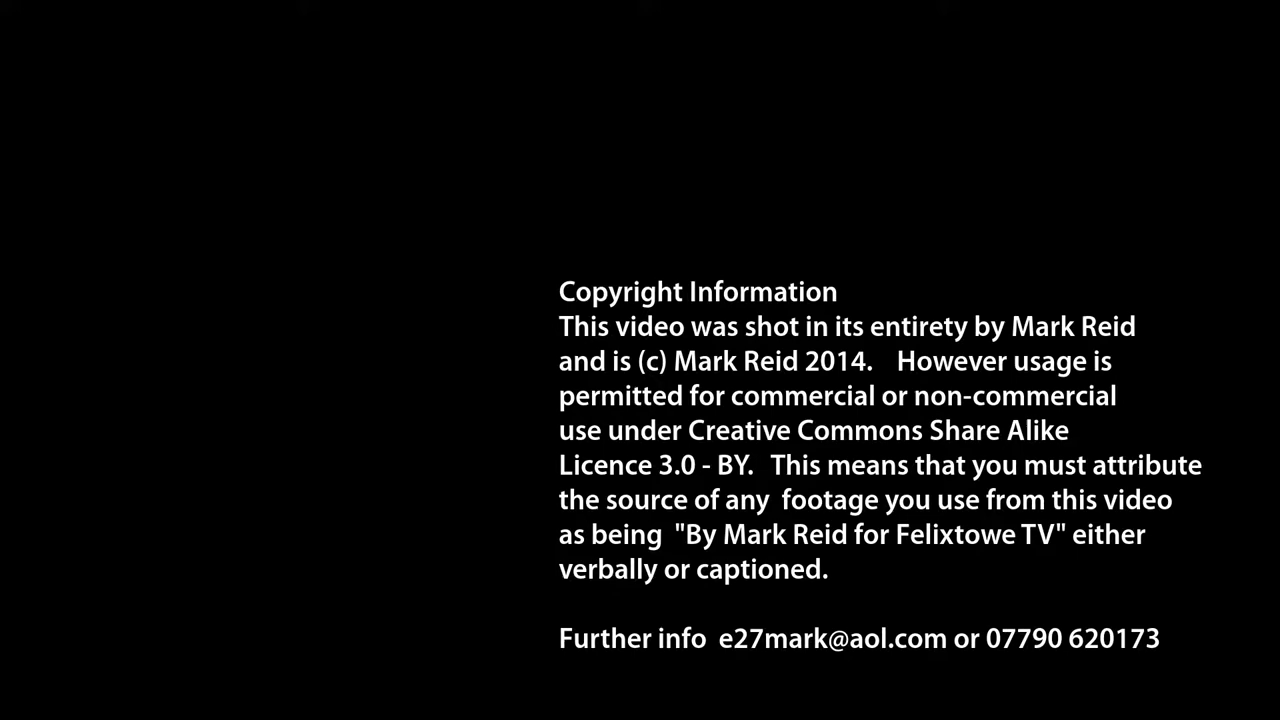 Copyright Information
This video was shot in its entirety by Mark Reid
and is (c) Mark Reid 2014.    However usage is
permitted for commercial or non-commercial
use under Creative Commons Share Alike
Licence 3.0 - BY.   This means that you must attribute
the source of any  footage you use from this video
as being  "By Mark Reid for Felixtowe TV" either
verbally or captioned.
Further info  e27mark@aol.com or 07790 620173